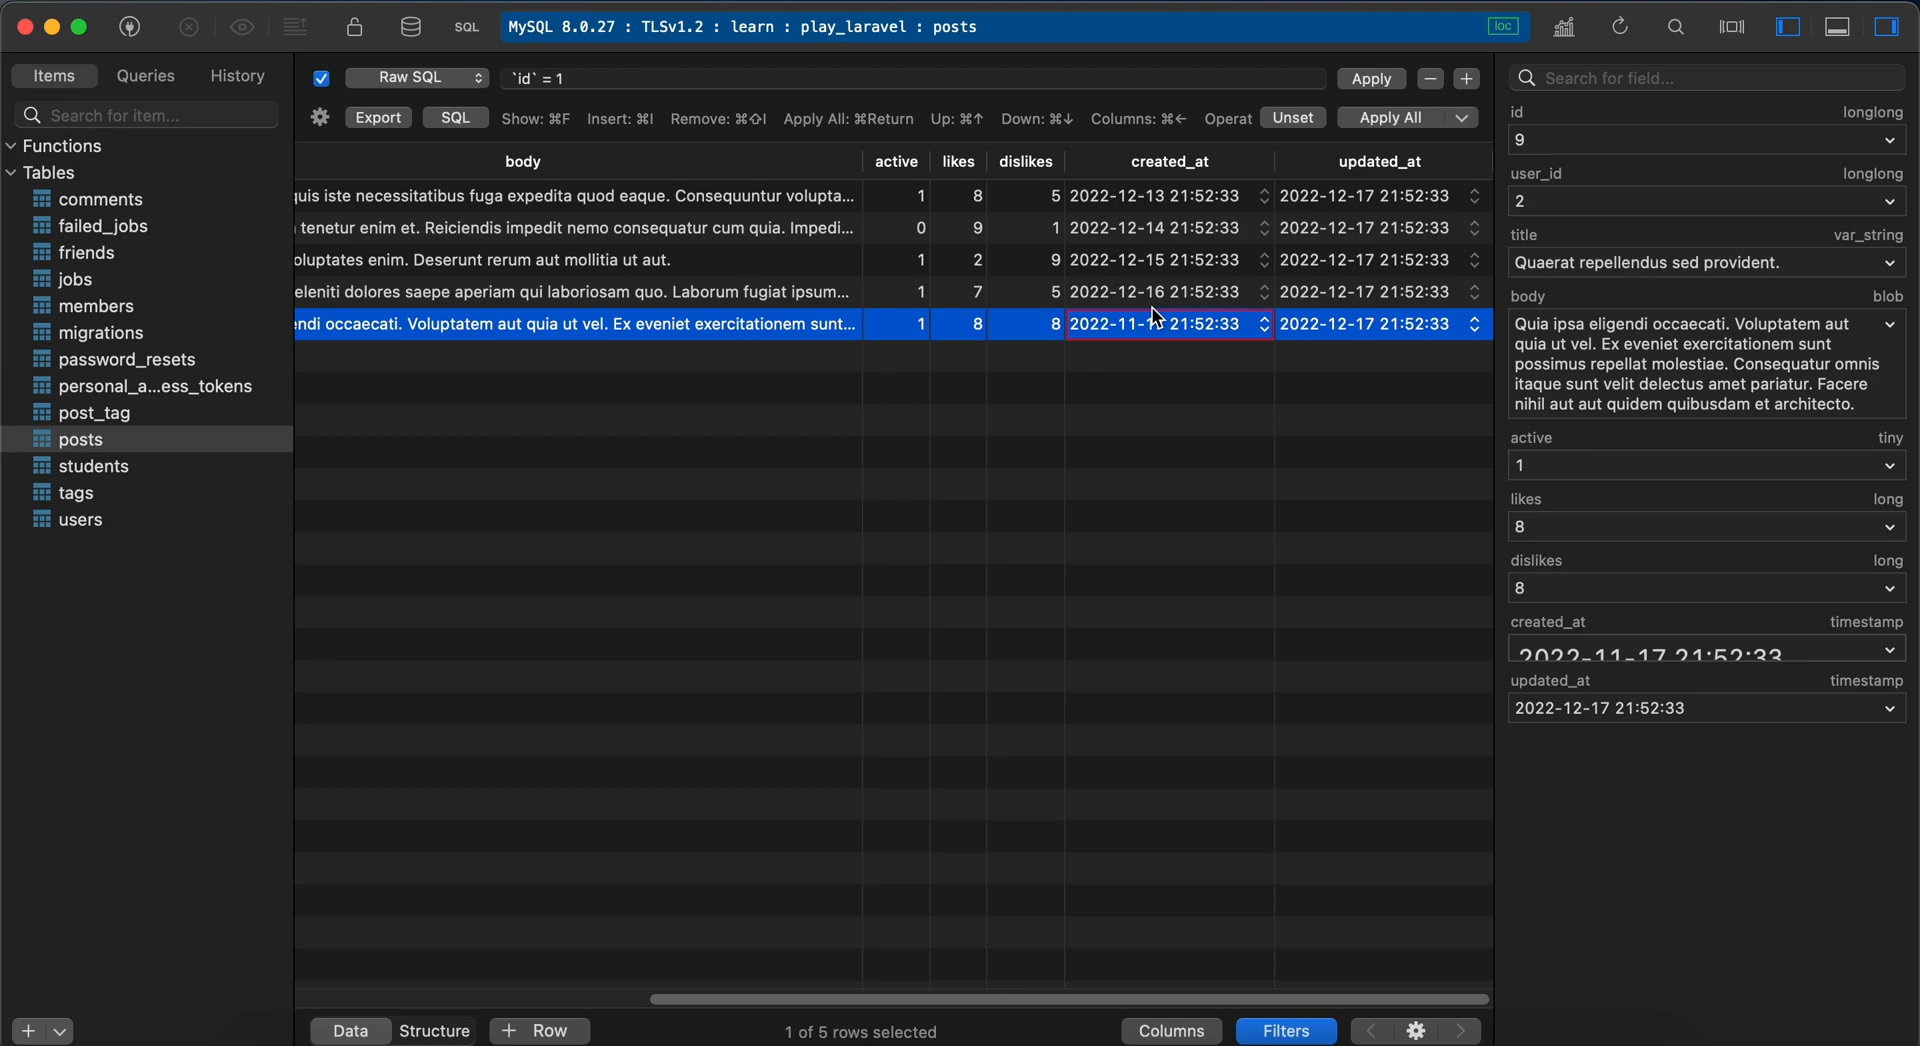 SQL MySQL 8.0.27 : TLSv1.2 : learn : play_laravel : posts loc
Items Queries History
Search for item...
Functions
Tables
comments
failed_jobs
friends
jobs
members
migrations
password_resets
personal_a...ess_tokens
post_tag
posts
students
tags
users
Raw SQL `id` = 1 Apply
Export SQL Show: ⌘F Insert: ⌘I Remove: ⌘⇧I Apply All: ⌘Return Up: ⌘↑ Down: ⌘↓ Columns: ⌘← Operat Unset Apply All
body active likes dislikes created_at updated_at
quis iste necessitatibus fuga expedita quod eaque. Consequuntur volupta... 1 8 5 2022-12-13 21:52:33 2022-12-17 21:52:33
tenetur enim et. Reiciendis impedit nemo consequatur cum quia. Impedi... 0 9 1 2022-12-14 21:52:33 2022-12-17 21:52:33
oluptates enim. Deserunt rerum aut mollitia ut aut. 1 2 9 2022-12-15 21:52:33 2022-12-17 21:52:33
eleniti dolores saepe aperiam qui laboriosam quo. Laborum fugiat ipsum... 1 7 5 2022-12-16 21:52:33 2022-12-17 21:52:33
endi occaecati. Voluptatem aut quia ut vel. Ex eveniet exercitationem sunt... 1 8 8 2022-11-17 21:52:33 2022-12-17 21:52:33
Data Structure + Row 1 of 5 rows selected Columns Filters
Search for field...
id longlong
9
user_id longlong
2
title var_string
Quaerat repellendus sed provident.
body blob
Quia ipsa eligendi occaecati. Voluptatem aut
quia ut vel. Ex eveniet exercitationem sunt
possimus repellat molestiae. Consequatur omnis
itaque sunt velit delectus amet pariatur. Facere
nihil aut aut quidem quibusdam et architecto.
active tiny
1
likes long
8
dislikes long
8
created_at timestamp
2022-11-17 21:52:33
updated_at timestamp
2022-12-17 21:52:33